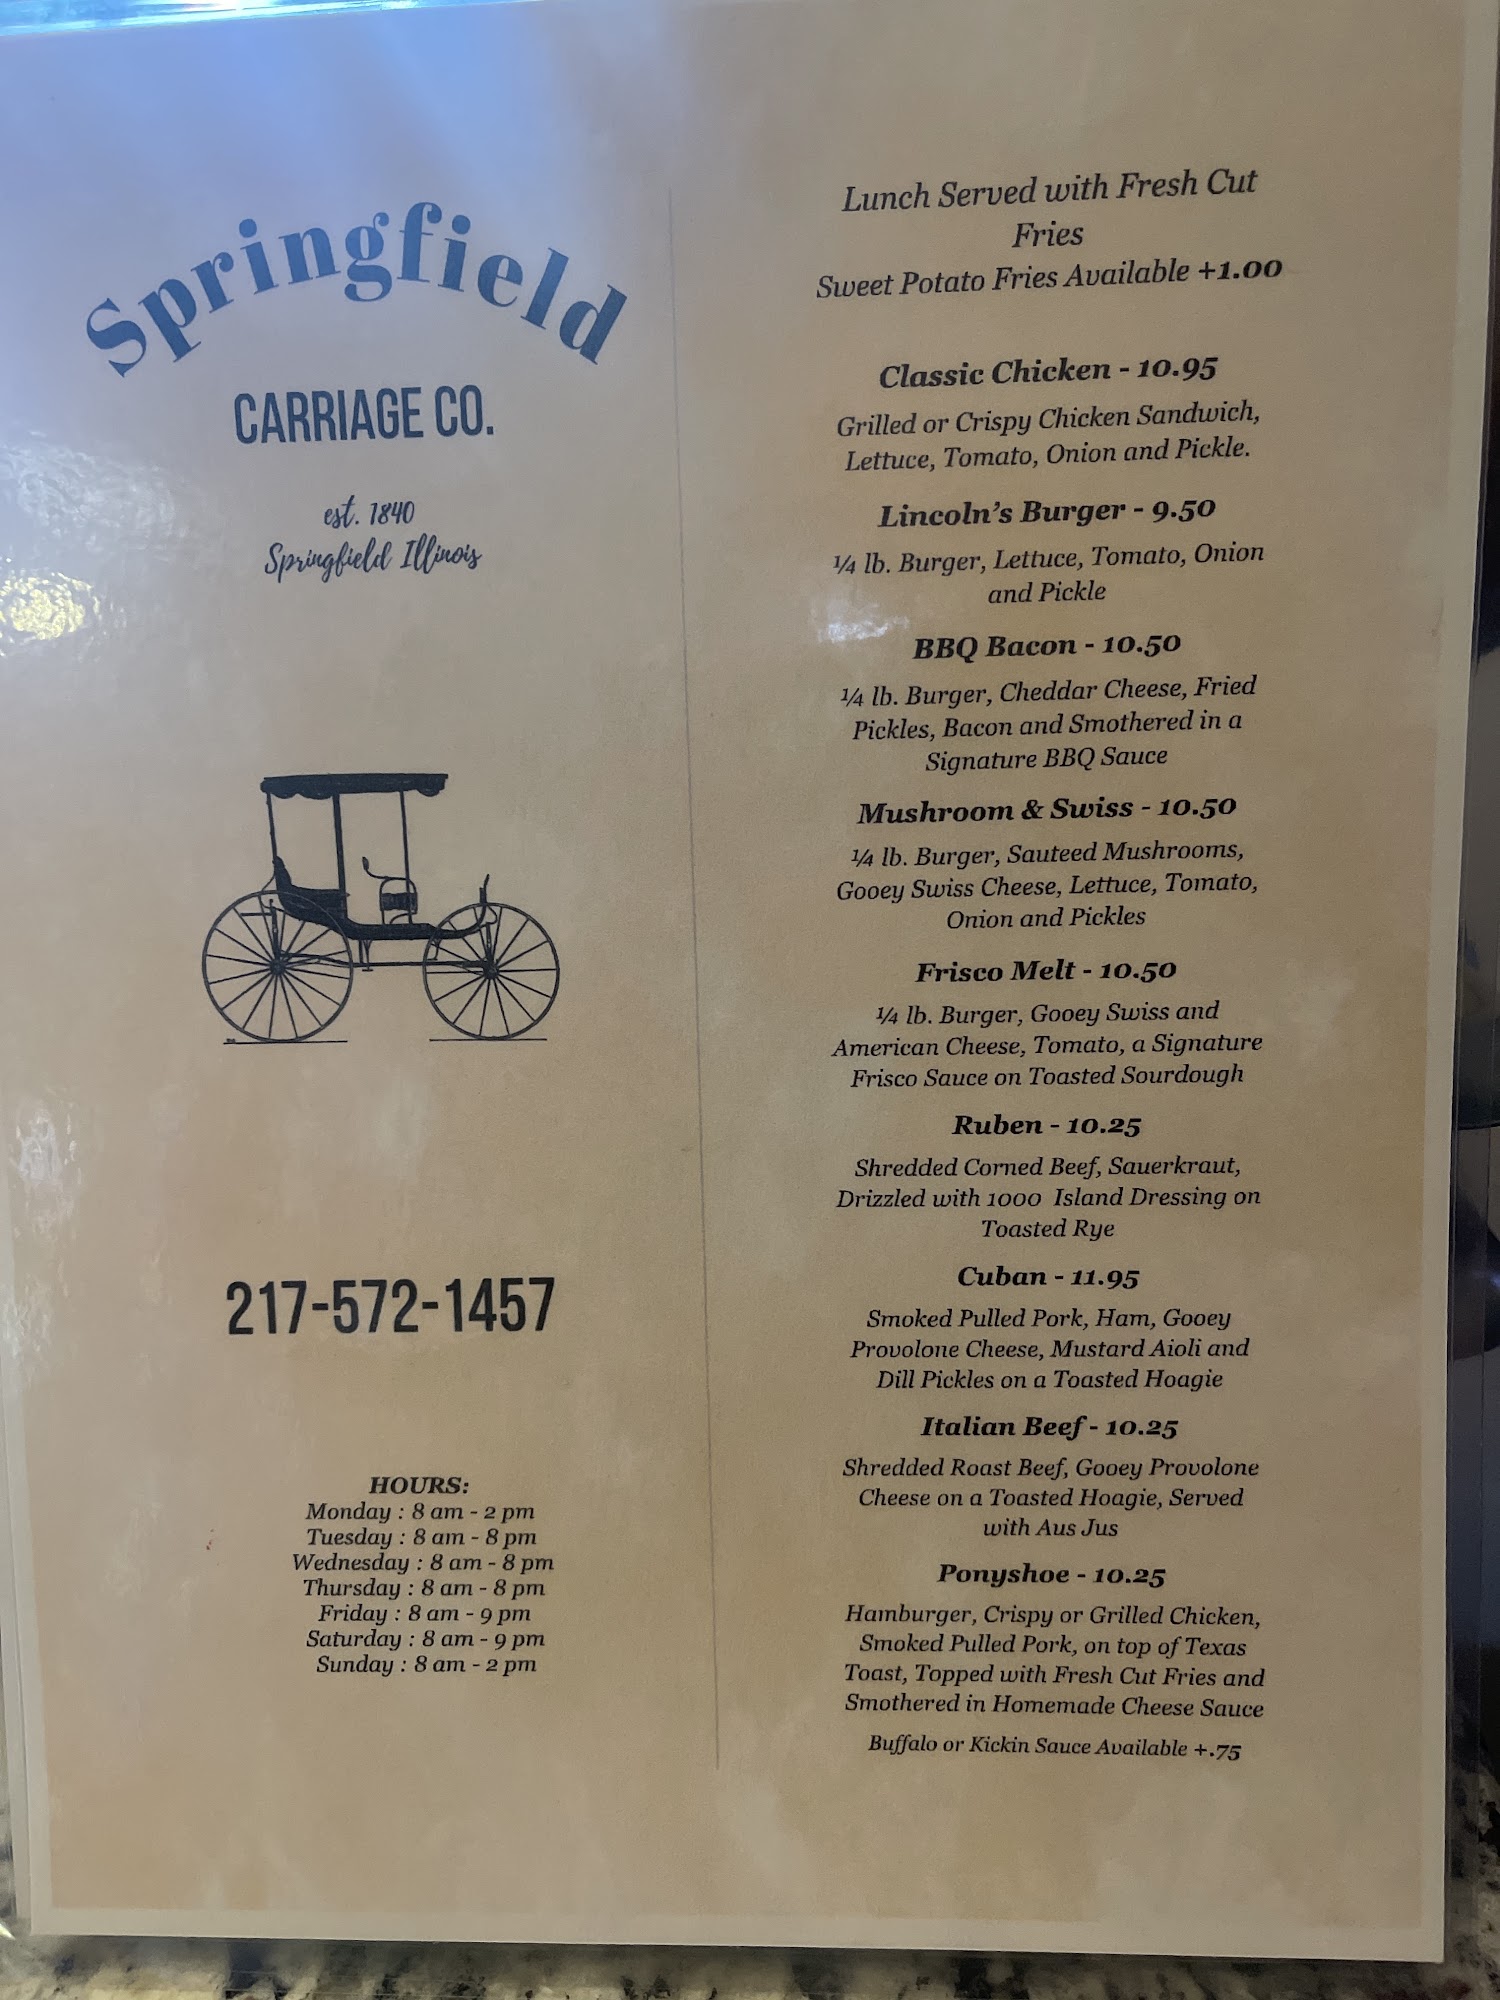 Springfield
CARRIAGE CO.
est. 1840
Springfield Illinois
217-572-1457
HOURS:
Monday : 8 am - 2 pm
Tuesday : 8 am - 8 pm
Wednesday : 8 am - 8 pm
Thursday : 8 am - 8 pm
Friday : 8 am - 9 pm
Saturday : 8 am - 9 pm
Sunday : 8 am - 2 pm
Lunch Served with Fresh Cut
Fries
Sweet Potato Fries Available +1.00
Classic Chicken - 10.95
Grilled or Crispy Chicken Sandwich,
Lettuce, Tomato, Onion and Pickle.
Lincoln's Burger - 9.50
¼ lb. Burger, Lettuce, Tomato, Onion
and Pickle
BBQ Bacon - 10.50
¼ lb. Burger, Cheddar Cheese, Fried
Pickles, Bacon and Smothered in a
Signature BBQ Sauce
Mushroom & Swiss - 10.50
¼ lb. Burger, Sauteed Mushrooms,
Gooey Swiss Cheese, Lettuce, Tomato,
Onion and Pickles
Frisco Melt - 10.50
¼ lb. Burger, Gooey Swiss and
American Cheese, Tomato, a Signature
Frisco Sauce on Toasted Sourdough
Ruben - 10.25
Shredded Corned Beef, Sauerkraut,
Drizzled with 1000 Island Dressing on
Toasted Rye
Cuban - 11.95
Smoked Pulled Pork, Ham, Gooey
Provolone Cheese, Mustard Aioli and
Dill Pickles on a Toasted Hoagie
Italian Beef - 10.25
Shredded Roast Beef, Gooey Provolone
Cheese on a Toasted Hoagie, Served
with Aus Jus
Ponyshoe - 10.25
Hamburger, Crispy or Grilled Chicken,
Smoked Pulled Pork, on top of Texas
Toast, Topped with Fresh Cut Fries and
Smothered in Homemade Cheese Sauce
Buffalo or Kickin Sauce Available +.75